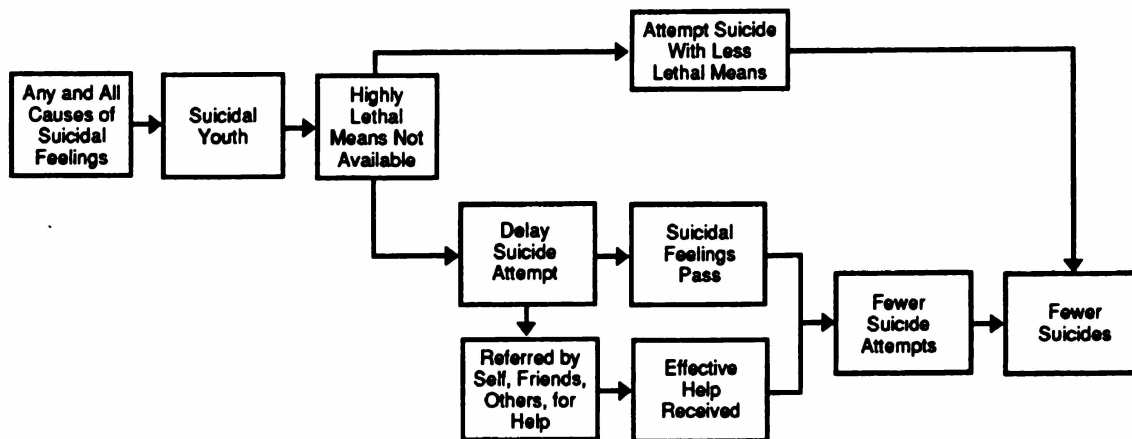 Any and All
Causes of
Suicidal
Feelings
Suicidal
Youth
Highly
Lethal
Means Not
Available
Attempt Suicide
With Less
Lethal Means
Delay
Suicide
Attempt
Suicidal
Feelings
Pass
Referred by
Self, Friends,
Others, for
Help
Effective
Help
Received
Fewer
Suicide
Attempts
Fewer
Suicides